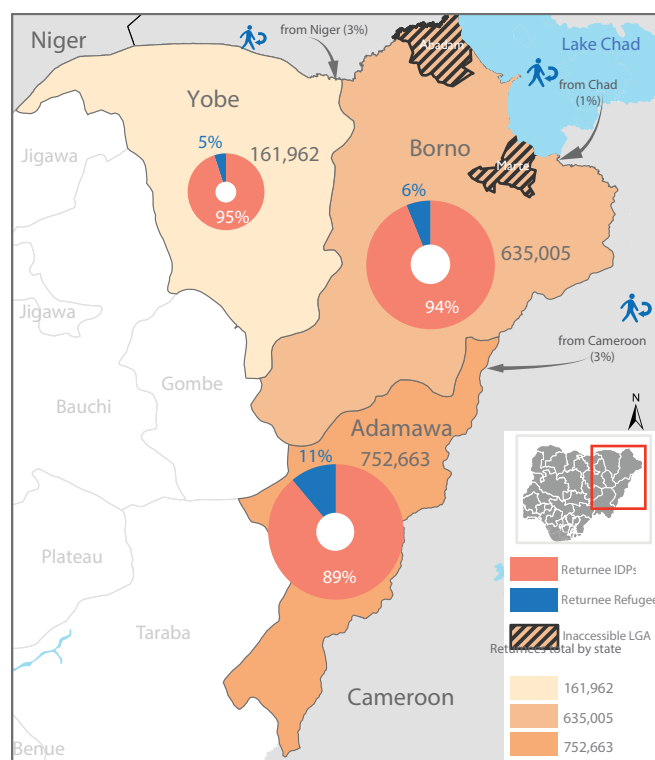 Niger
from Niger (3%)
Abadam
Lake Chad
from Chad
(1%)
Yobe
5%
161,962
95%
Jigawa
Borno
Marte
6%
635,005
94%
Jigawa
from Cameroon
(3%)
Gombe
Bauchi
N
Adamawa
11%
752,663
89%
Plateau
Taraba
Cameroon
Benue
Returnee IDPs
Returnee Refugee
Inaccessible LGA
Returnees total by state
161,962
635,005
752,663